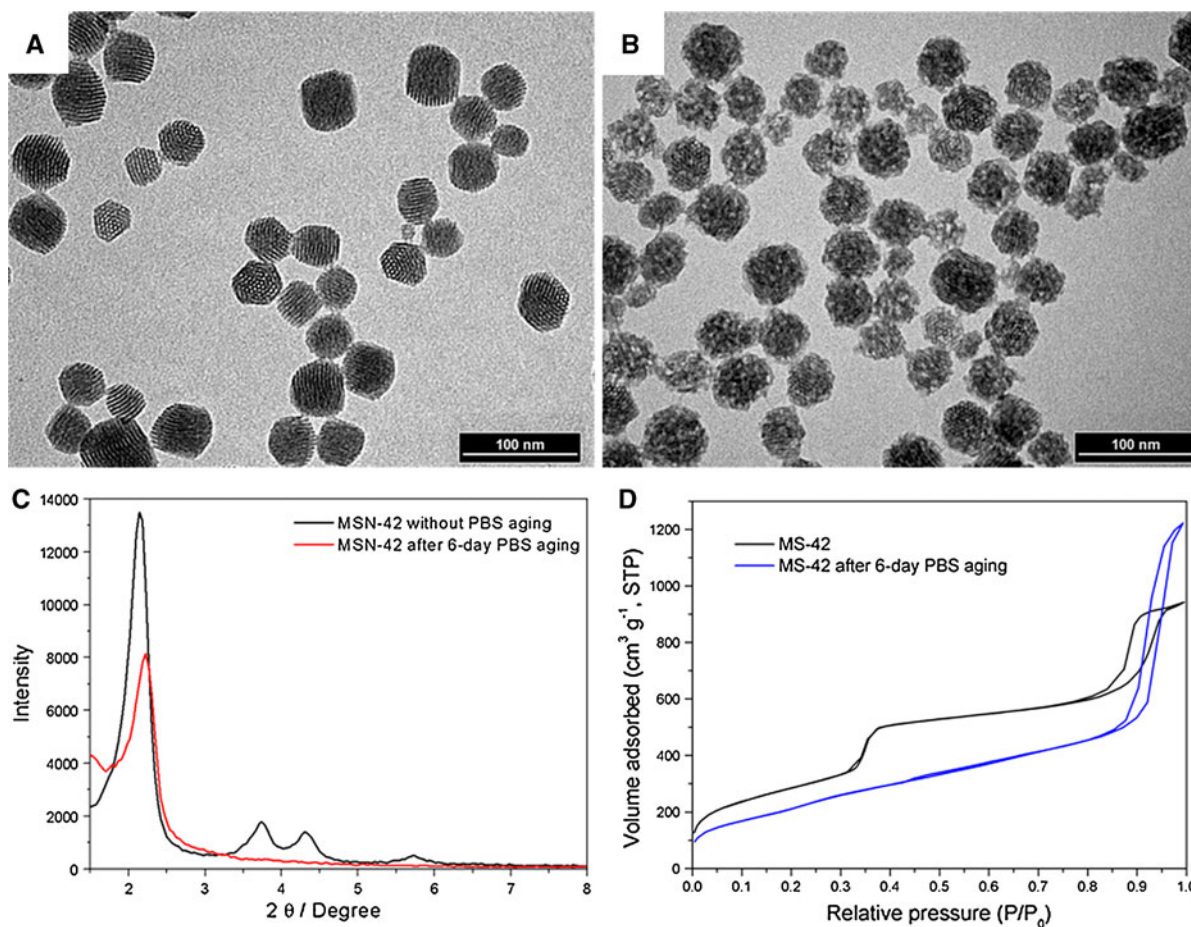 A
100 nm
B
100 nm
C
14000
12000
10000
8000
6000
4000
2000
0
Intensity
MSN-42 without PBS aging
MSN-42 after 6-day PBS aging
2 3 4 5 6 7 8
2 θ / Degree
D
1200
1000
800
600
400
200
0
Volume adsorbed (cm³ g⁻¹, STP)
MS-42
MS-42 after 6-day PBS aging
0.0 0.1 0.2 0.3 0.4 0.5 0.6 0.7 0.8 0.9 1.0
Relative pressure (P/P₀)